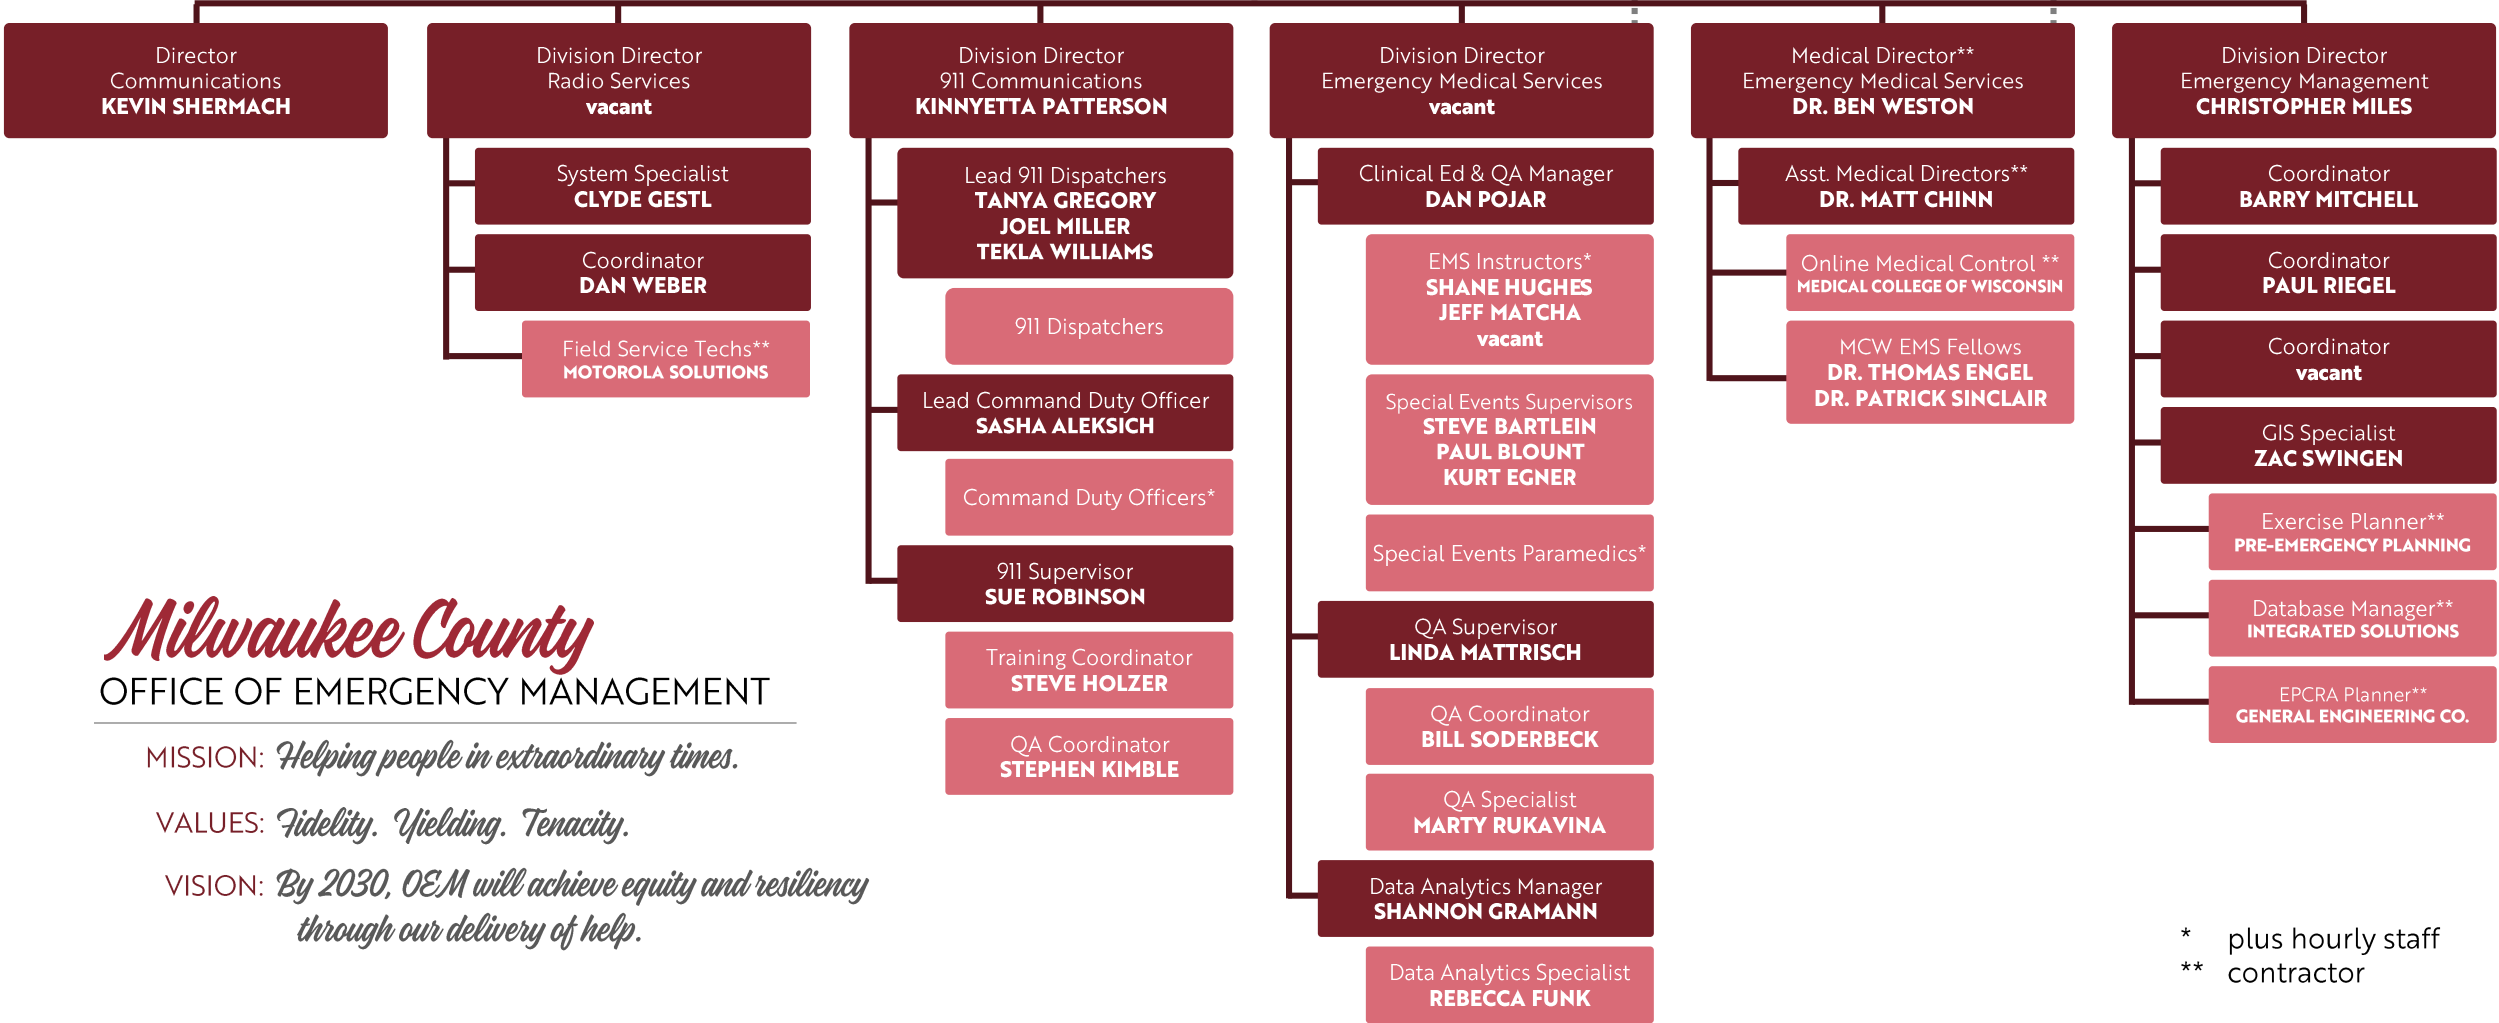 Director
Communications
KEVIN SHERMACH
Division Director
Radio Services
vacant
System Specialist
CLYDE GESTL
Coordinator
DAN WEBER
Field Service Techs**
MOTOROLA SOLUTIONS
Division Director
911 Communications
KINNYETTA PATTERSON
Lead 911 Dispatchers
TANYA GREGORY
JOEL MILLER
TEKLA WILLIAMS
911 Dispatchers
Lead Command Duty Officer
SASHA ALEKSICH
Command Duty Officers*
911 Supervisor
SUE ROBINSON
Training Coordinator
STEVE HOLZER
QA Coordinator
STEPHEN KIMBLE
Division Director
Emergency Medical Services
vacant
Clinical Ed & QA Manager
DAN POJAR
EMS Instructors*
SHANE HUGHES
JEFF MATCHA
vacant
Special Events Supervisors
STEVE BARTLEIN
PAUL BLOUNT
KURT EGNER
Special Events Paramedics*
QA Supervisor
LINDA MATTRISCH
QA Coordinator
BILL SODERBECK
QA Specialist
MARTY RUKAVINA
Data Analytics Manager
SHANNON GRAMANN
Data Analytics Specialist
REBECCA FUNK
Medical Director**
Emergency Medical Services
DR. BEN WESTON
Asst. Medical Directors**
DR. MATT CHINN
Online Medical Control **
MEDICAL COLLEGE OF WISCONSIN
MCW EMS Fellows
DR. THOMAS ENGEL
DR. PATRICK SINCLAIR
Division Director
Emergency Management
CHRISTOPHER MILES
Coordinator
BARRY MITCHELL
Coordinator
PAUL RIEGEL
Coordinator
vacant
GIS Specialist
ZAC SWINGEN
Exercise Planner**
PRE-EMERGENCY PLANNING
Database Manager**
INTEGRATED SOLUTIONS
EPCRA Planner**
GENERAL ENGINEERING CO.
Milwaukee County
OFFICE OF EMERGENCY MANAGEMENT
MISSION: Helping people in extraordinary times.
VALUES: Fidelity. Yielding. Tenacity.
VISION: By 2030, OEM will achieve equity and resiliency
through our delivery of help.
* plus hourly staff
** contractor